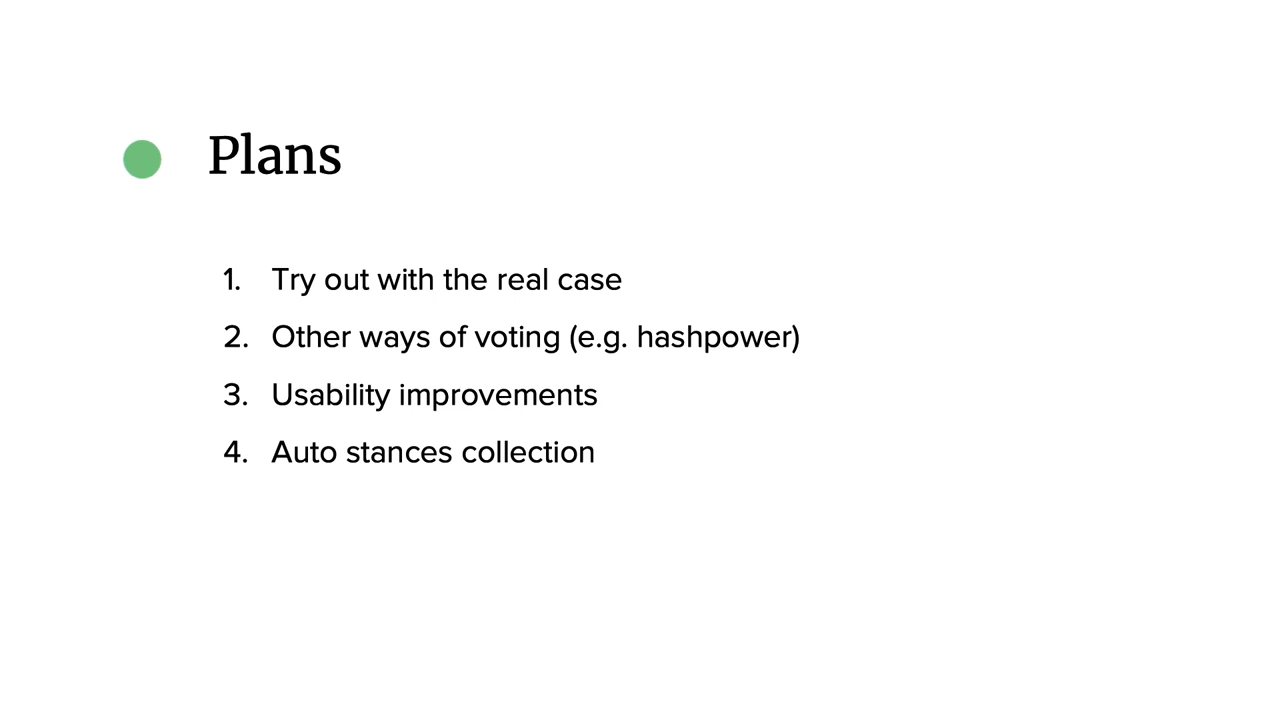 Plans
1. Try out with the real case
2. Other ways of voting (e.g. hashpower)
3. Usability improvements
4. Auto stances collection